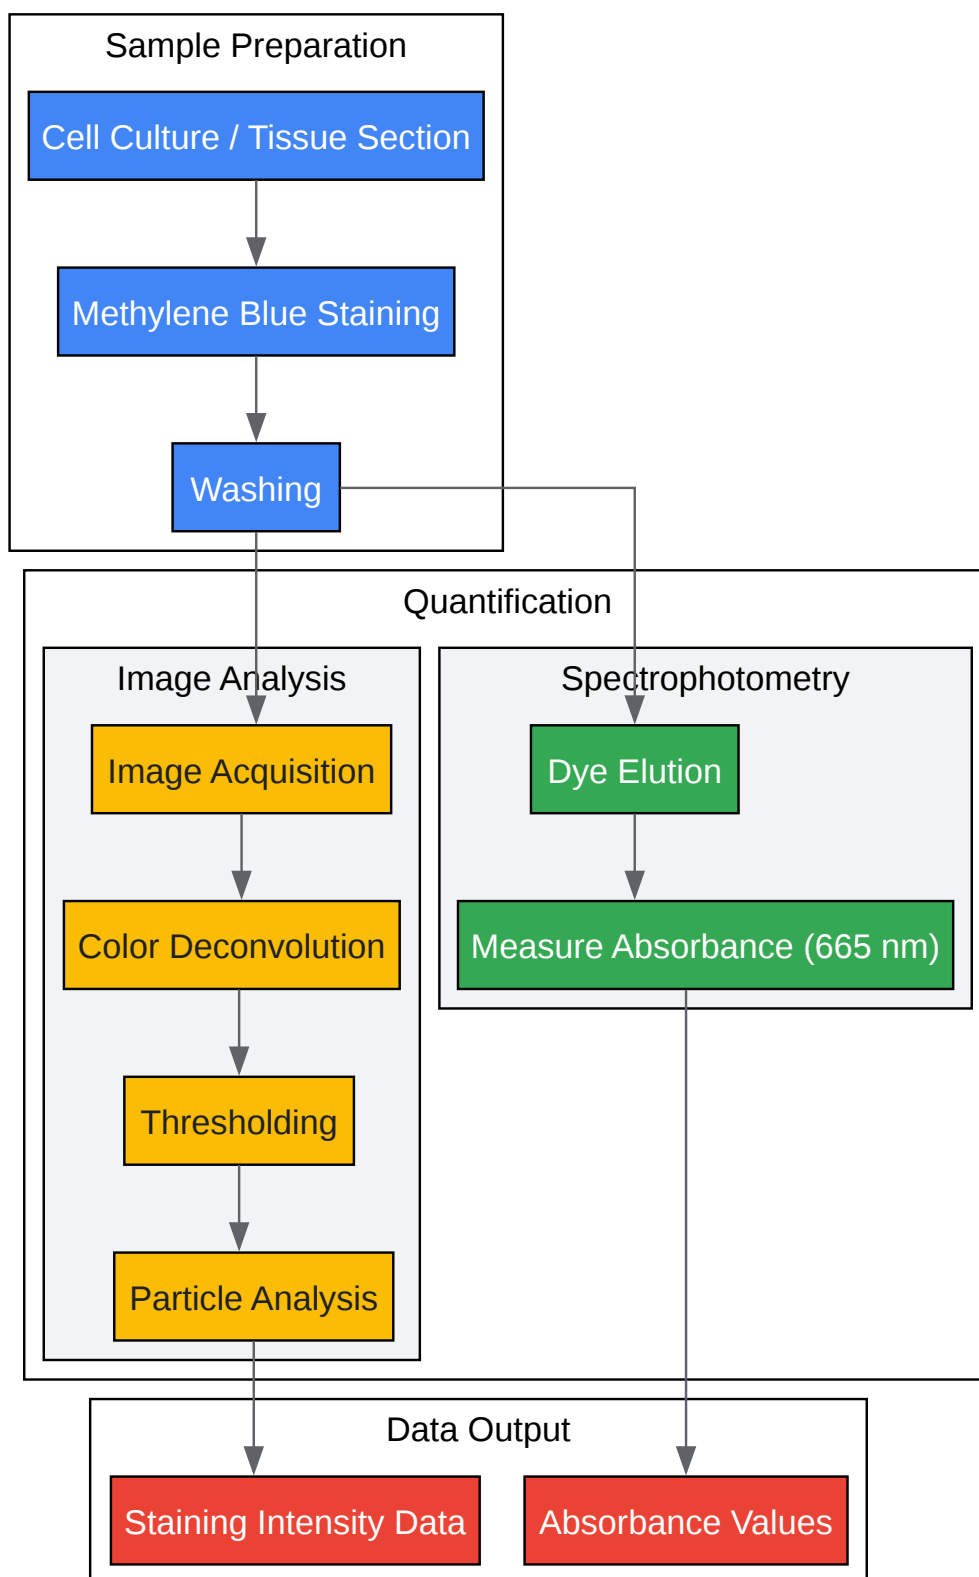 Sample Preparation
Cell Culture / Tissue Section
Methylene Blue Staining
Washing
Quantification
Image Analysis
Spectrophotometry
Image Acquisition
Dye Elution
Color Deconvolution
Measure Absorbance (665 nm)
Thresholding
Particle Analysis
Data Output
Staining Intensity Data
Absorbance Values